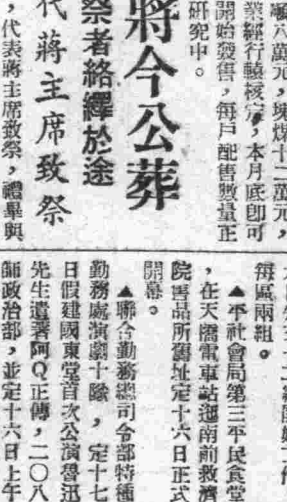 噸六萬元，塊煤十二萬元，
業經行轅核定，本月底卽可
開始發售，每戶配售數量正
研究中。
將今公葬
祭者絡繹於途
代蔣主席致祭
，代表蔣主席致祭，禮畢興
每區兩組。
▲平社會局第三平民食堂
，在天橋電車站迤南前救濟
院售品所舊址定十六日正式
開幕。
▲聯合勤務總司令部特種
勤務處演劇十隊，定十七
日假建國東堂首次公演魯迅
先生遺著阿Q正傳，二〇八
師政治部，並定十六日上午